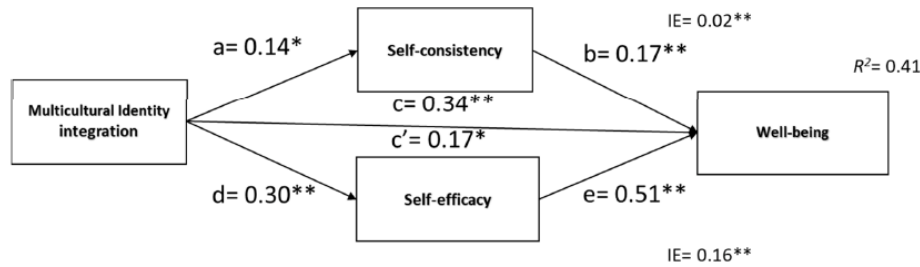 IE= 0.02**
a= 0.14*
Self-consistency
b= 0.17**
R²= 0.41
Multicultural Identity
integration
c= 0.34**
c’= 0.17*
Well-being
d= 0.30**
Self-efficacy
e= 0.51**
IE= 0.16**